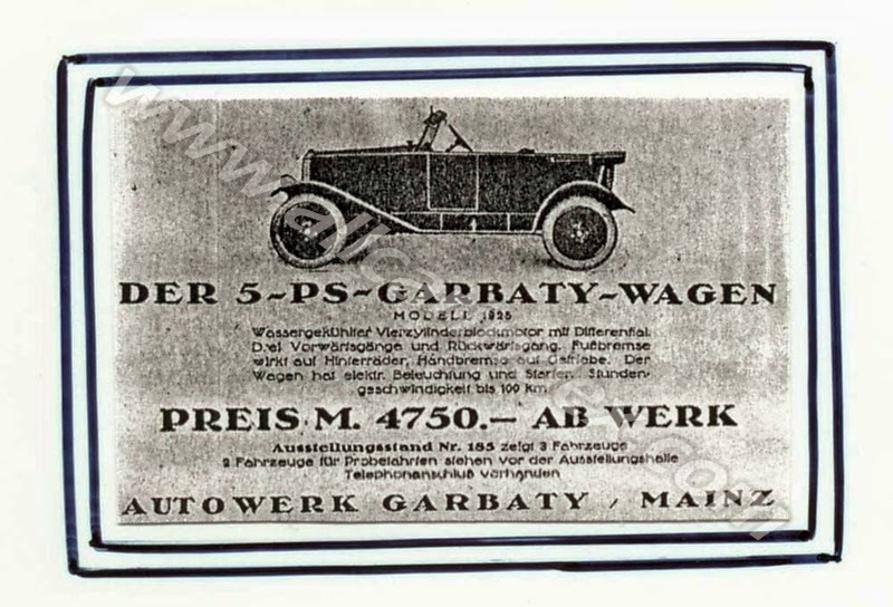 DER 5-PS-GARBATY-WAGEN
MODELL 1925
Wassergekühlter Vierzylinderblockmotor mit Differential.
Drei Vorwärtsgänge und Rückwärtsgang. Fußbremse
wirkt auf Hinterräder, Handbremse auf Getriebe. Der
Wagen hat elektr. Beleuchtung und Starter. Stunden-
geschwindigkeit bis 100 km.
PREIS M. 4750.— AB WERK
Ausstellungsstand Nr. 185 zeigt 3 Fahrzeuge
2 Fahrzeuge für Probefahrten stehen vor der Ausstellungshalle
Telephonanschluß vorhanden
AUTOWERK GARBATY / MAINZ